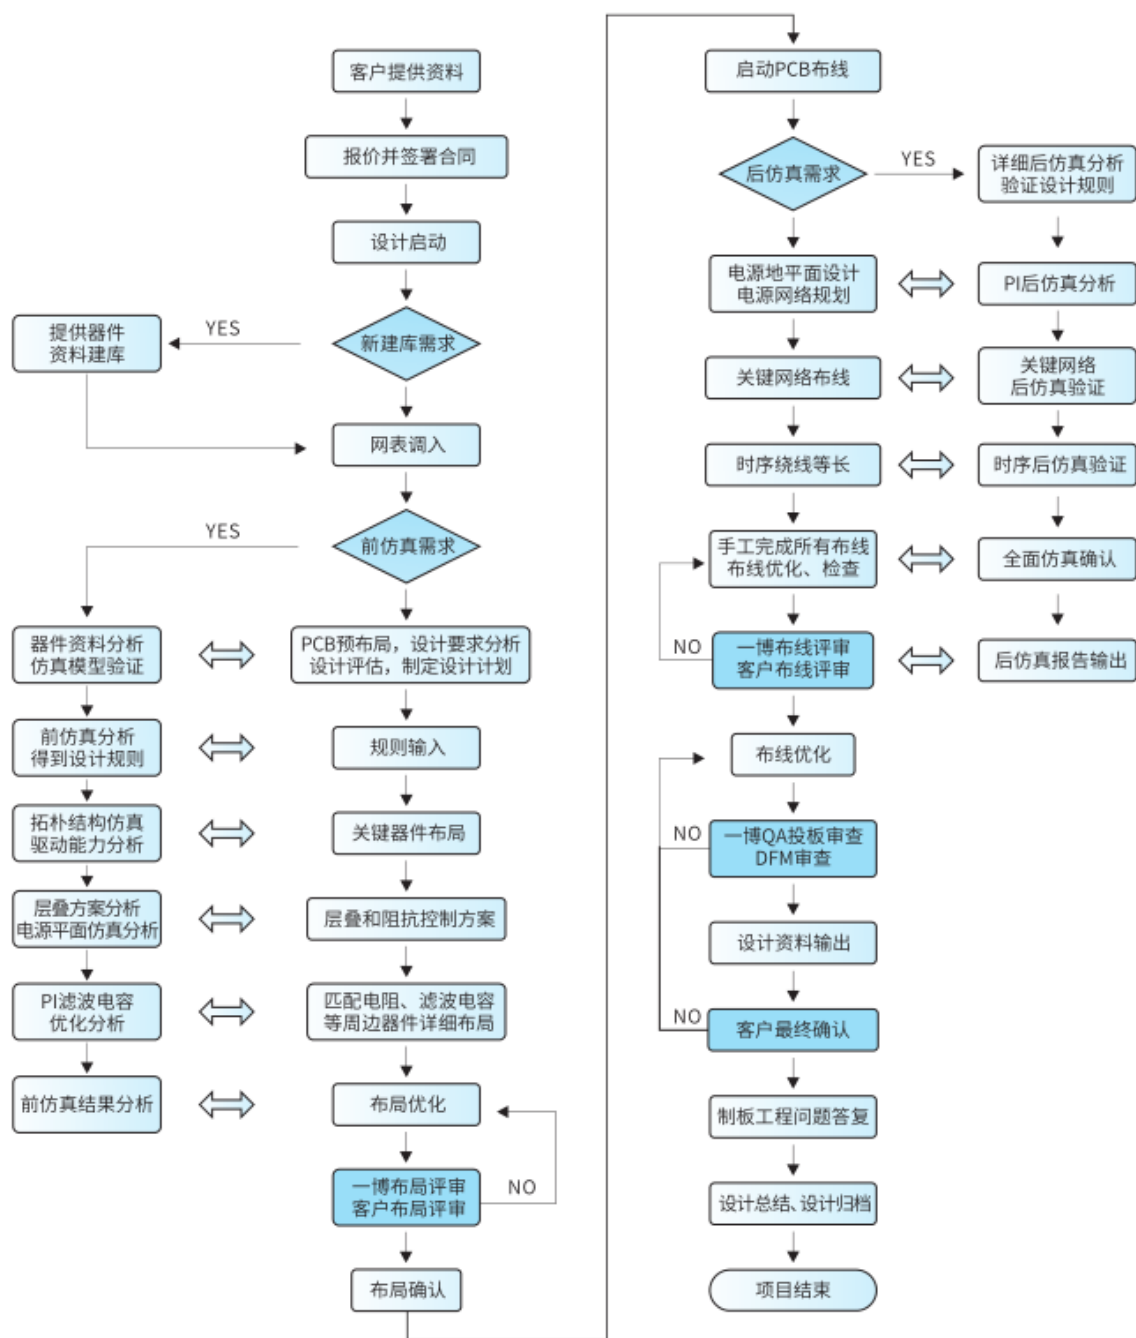 客户提供资料
报价并签署合同
设计启动
新建库需求
YES
提供器件
资料建库
网表调入
前仿真需求
YES
器件资料分析
仿真模型验证
PCB预布局，设计要求分析
设计评估，制定设计计划
前仿真分析
得到设计规则
规则输入
拓朴结构仿真
驱动能力分析
关键器件布局
层叠方案分析
电源平面仿真分析
层叠和阻抗控制方案
PI滤波电容
优化分析
匹配电阻、滤波电容
等周边器件详细布局
前仿真结果分析
布局优化
一博布局评审
客户布局评审
NO
布局确认
启动PCB布线
后仿真需求
YES
详细后仿真分析
验证设计规则
电源地平面设计
电源网络规划
PI后仿真分析
关键网络布线
关键网络
后仿真验证
时序绕线等长
时序后仿真验证
手工完成所有布线
布线优化、检查
全面仿真确认
NO
一博布线评审
客户布线评审
后仿真报告输出
布线优化
NO
一博QA投板审查
DFM审查
设计资料输出
NO
客户最终确认
制板工程问题答复
设计总结、设计归档
项目结束